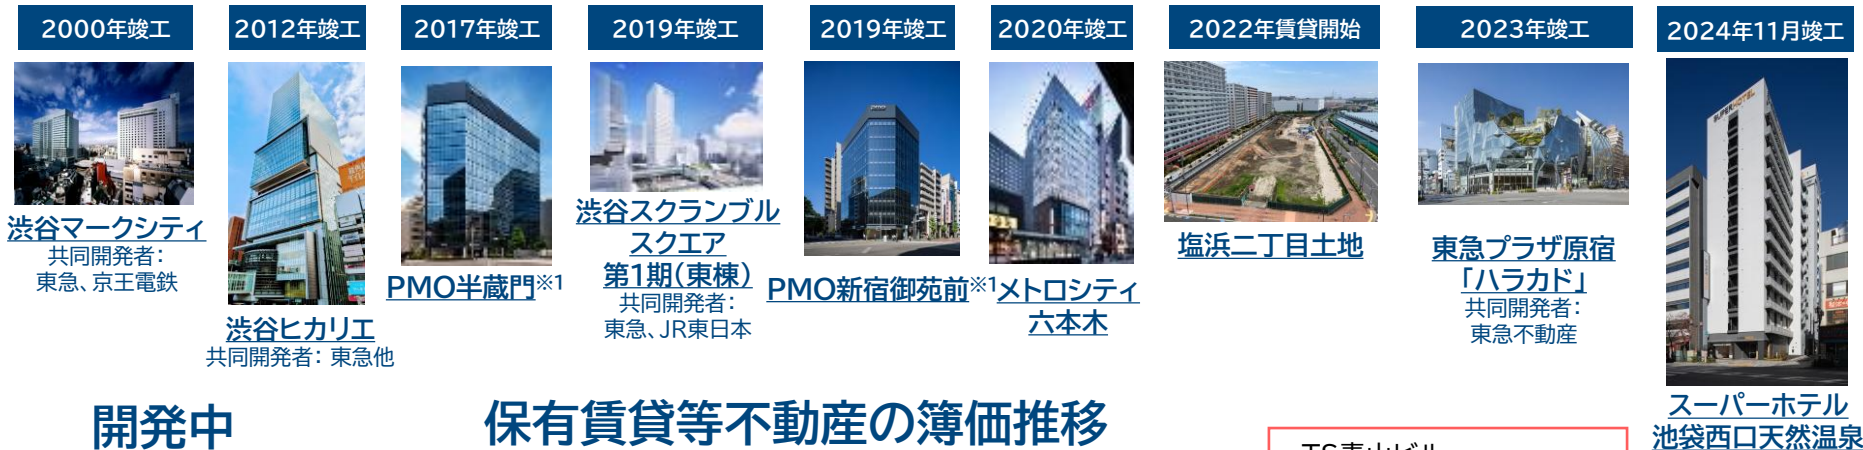 2000年竣工
2012年竣工
2017年竣工
2019年竣工
2019年竣工
2020年竣工
2022年賃貸開始
2023年竣工
2024年11月竣工
渋谷マークシティ
共同開発者：
東急、京王電鉄
渋谷ヒカリエ
共同開発者： 東急他
PMO半蔵門※1
渋谷スクランブル
スクエア
第1期（東棟）
共同開発者：
東急、JR東日本
PMO新宿御苑前※1
メトロシティ
六本木
塩浜二丁目土地
東急プラザ原宿
「ハラカド」
共同開発者：
東急不動産
SUPER HOTEL
スーパーホテル
池袋西口天然温泉
開発中
保有賃貸等不動産の簿価推移